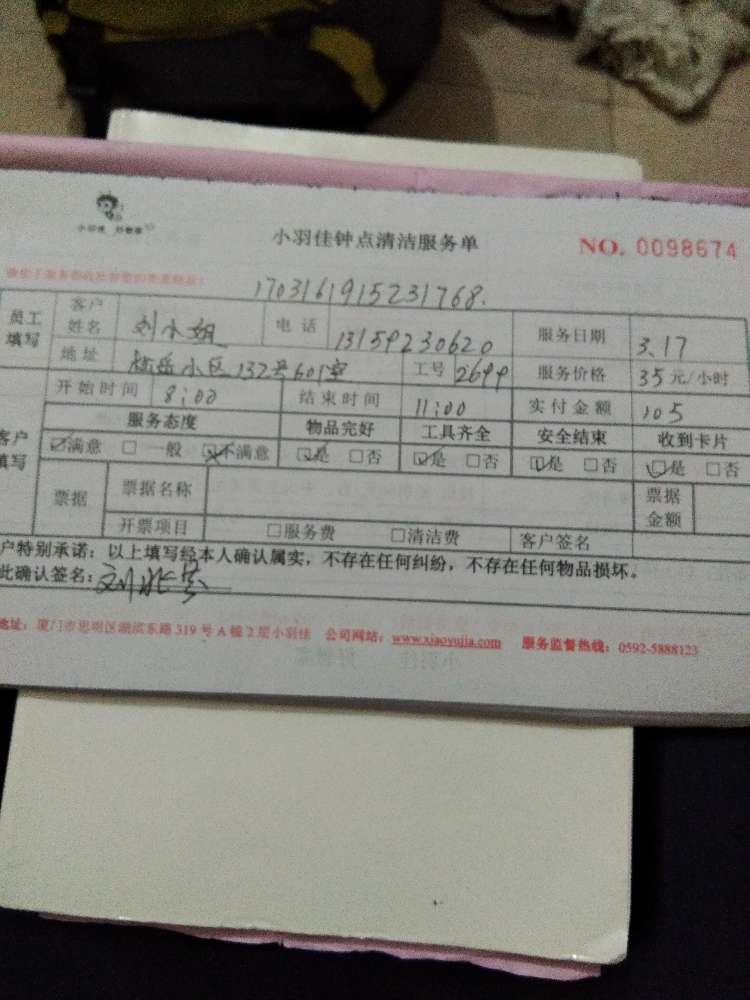 小羽佳 好管家
小羽佳钟点清洁服务单
NO. 0098674
1703161915231768.
员工填写 客户姓名 刘小姐 电话 13159230620 服务日期 3.17
地址 小区132号601室 工号 2699 服务价格 35元/小时
开始时间 8:00 结束时间 11:00 实付金额 105
客户填写 服务态度 物品完好 工具齐全 安全结束 收到卡片
☑满意 □一般 ☒不满意 ☑是 □否 ☑是 □否 ☑是 □否 ☑是 □否
票据 票据名称 票据金额
开票项目 □服务费 □清洁费 客户签名
户特别承诺：以上填写经本人确认属实，不存在任何纠纷，不存在任何物品损坏。
此确认签名：刘
地址：厦门市思明区湖滨东路319号A幢2层小羽佳 公司网站：www.xiaoyujia.com 服务监督热线：0592-5888123